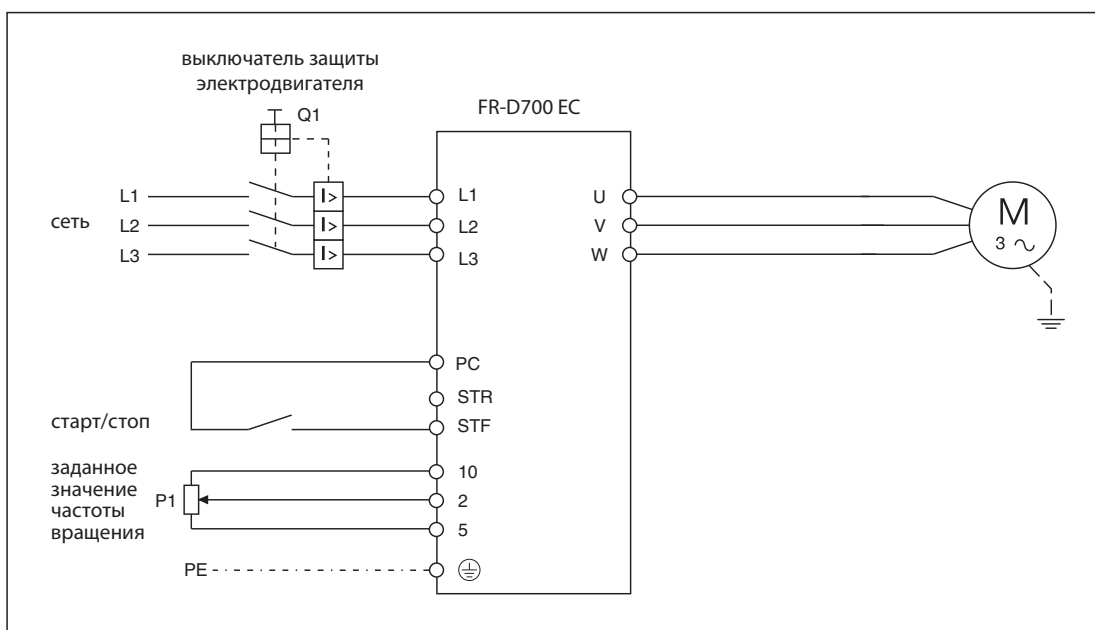 выключатель защиты
электродвигателя
Q1
FR-D700 EC
L1
I>
L1
U
сеть
L2
I>
L2
V
M
3 ∿
L3
I>
L3
W
PC
STR
старт/стоп
STF
заданное
значение
частоты
вращения
P1
10
2
5
PE